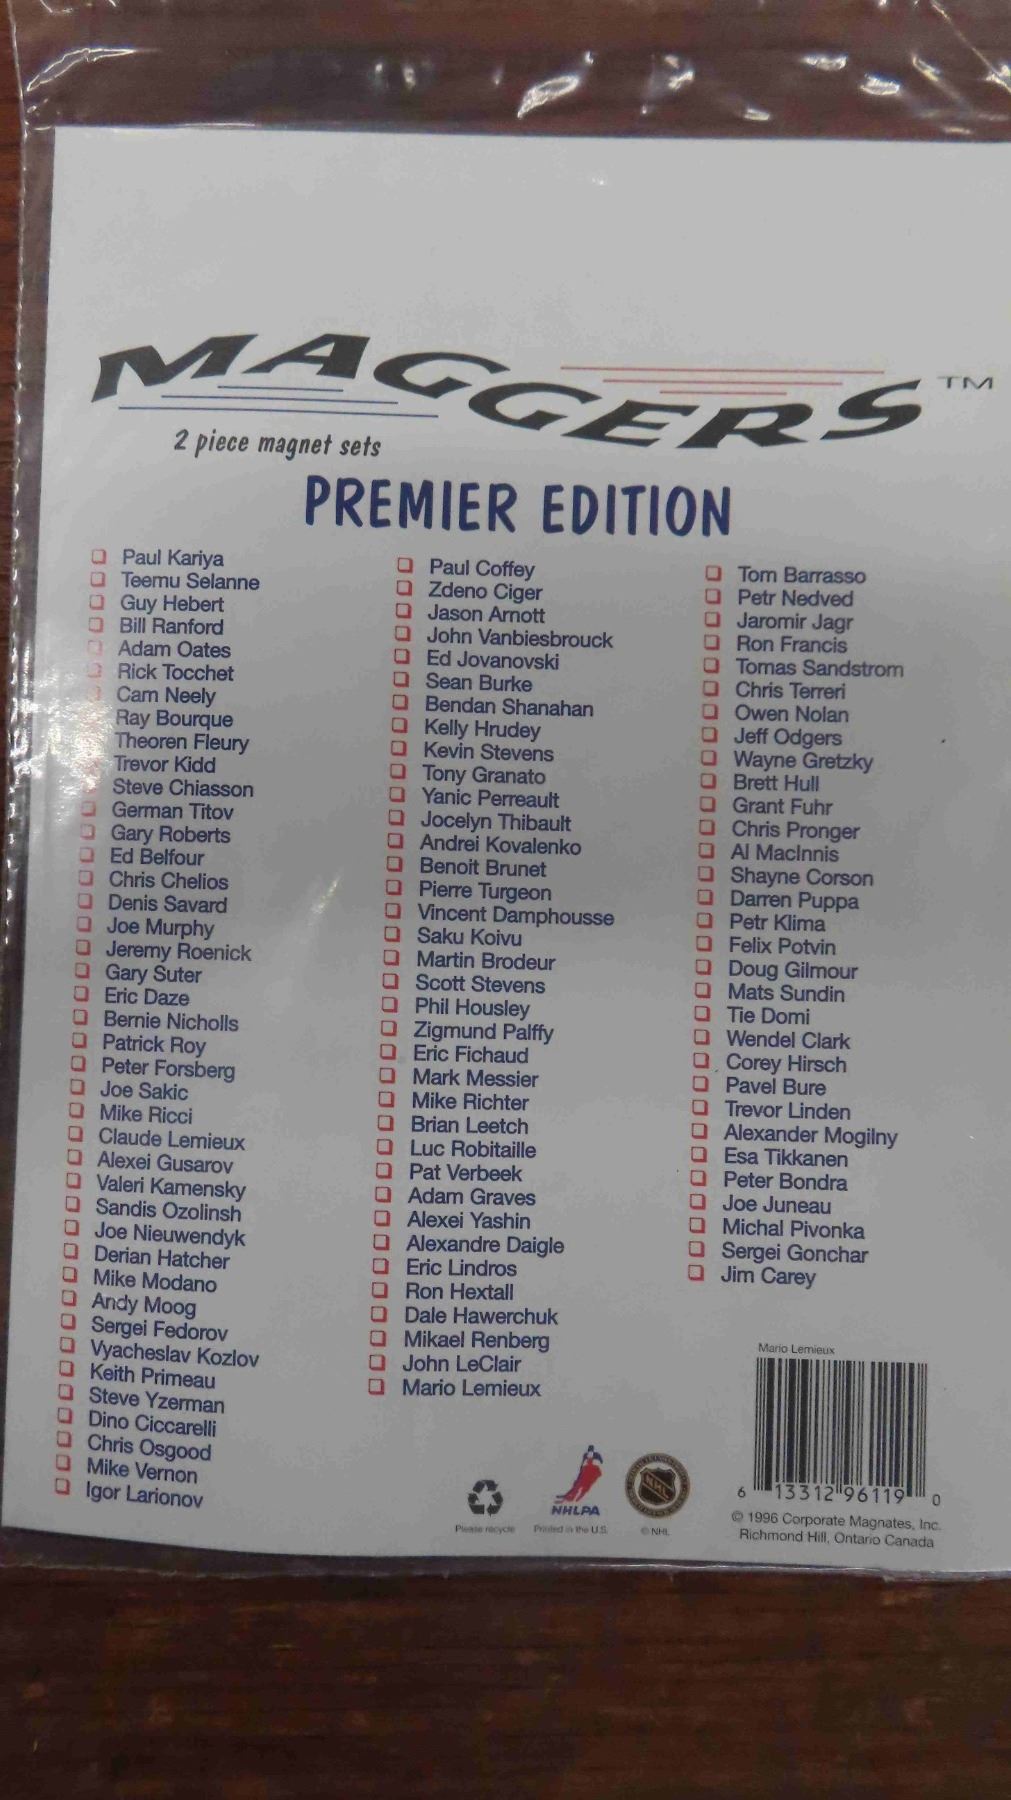 MAGGERS™
2 piece magnet sets
PREMIER EDITION
Paul Kariya
Teemu Selanne
Guy Hebert
Bill Ranford
Adam Oates
Rick Tocchet
Cam Neely
Ray Bourque
Theoren Fleury
Trevor Kidd
Steve Chiasson
German Titov
Gary Roberts
Ed Belfour
Chris Chelios
Denis Savard
Joe Murphy
Jeremy Roenick
Gary Suter
Eric Daze
Bernie Nicholls
Patrick Roy
Peter Forsberg
Joe Sakic
Mike Ricci
Claude Lemieux
Alexei Gusarov
Valeri Kamensky
Sandis Ozolinsh
Joe Nieuwendyk
Derian Hatcher
Mike Modano
Andy Moog
Sergei Fedorov
Vyacheslav Kozlov
Keith Primeau
Steve Yzerman
Dino Ciccarelli
Chris Osgood
Mike Vernon
Igor Larionov
Paul Coffey
Zdeno Ciger
Jason Arnott
John Vanbiesbrouck
Ed Jovanovski
Sean Burke
Bendan Shanahan
Kelly Hrudey
Kevin Stevens
Tony Granato
Yanic Perreault
Jocelyn Thibault
Andrei Kovalenko
Benoit Brunet
Pierre Turgeon
Vincent Damphousse
Saku Koivu
Martin Brodeur
Scott Stevens
Phil Housley
Zigmund Palffy
Eric Fichaud
Mark Messier
Mike Richter
Brian Leetch
Luc Robitaille
Pat Verbeek
Adam Graves
Alexei Yashin
Alexandre Daigle
Eric Lindros
Ron Hextall
Dale Hawerchuk
Mikael Renberg
John LeClair
Mario Lemieux
Tom Barrasso
Petr Nedved
Jaromir Jagr
Ron Francis
Tomas Sandstrom
Chris Terreri
Owen Nolan
Jeff Odgers
Wayne Gretzky
Brett Hull
Grant Fuhr
Chris Pronger
Al MacInnis
Shayne Corson
Darren Puppa
Petr Klima
Felix Potvin
Doug Gilmour
Mats Sundin
Tie Domi
Wendel Clark
Corey Hirsch
Pavel Bure
Trevor Linden
Alexander Mogilny
Esa Tikkanen
Peter Bondra
Joe Juneau
Michal Pivonka
Sergei Gonchar
Jim Carey
Mario Lemieux
6 13312 96119 0
© 1996 Corporate Magnates, Inc.
Richmond Hill, Ontario Canada
NHLPA
NHL
Please recycle
Printed in the U.S.
© NHL